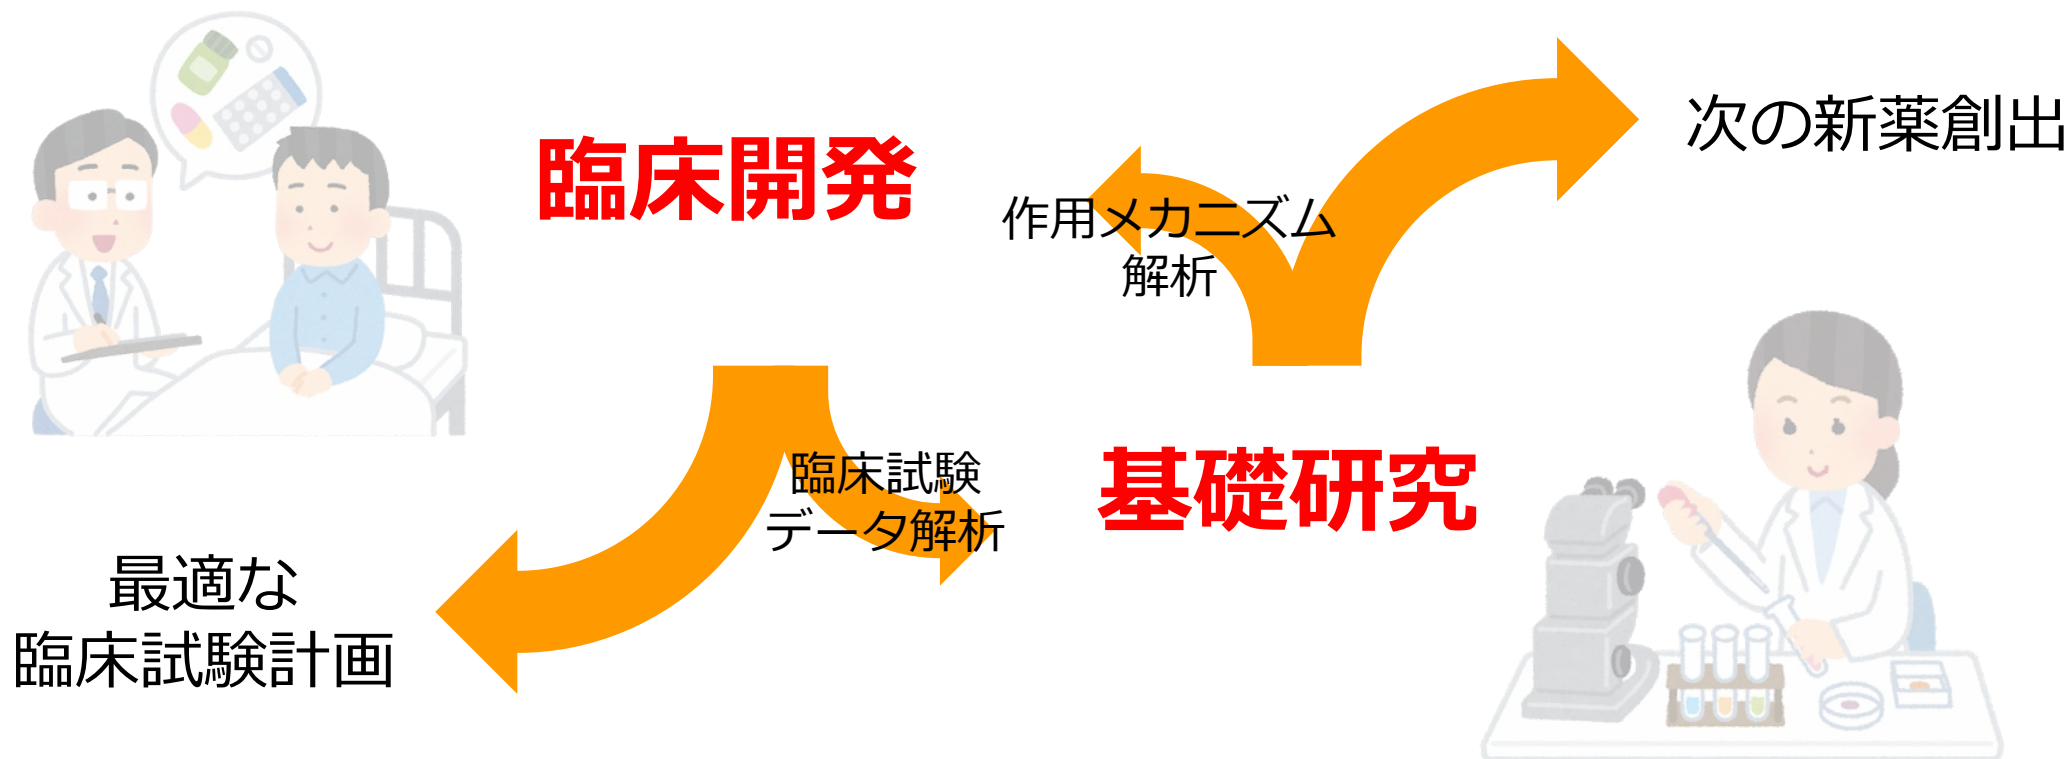 次の新薬創出
臨床開発
作用メカニズム
解析
基礎研究
臨床試験
データ解析
最適な
臨床試験計画